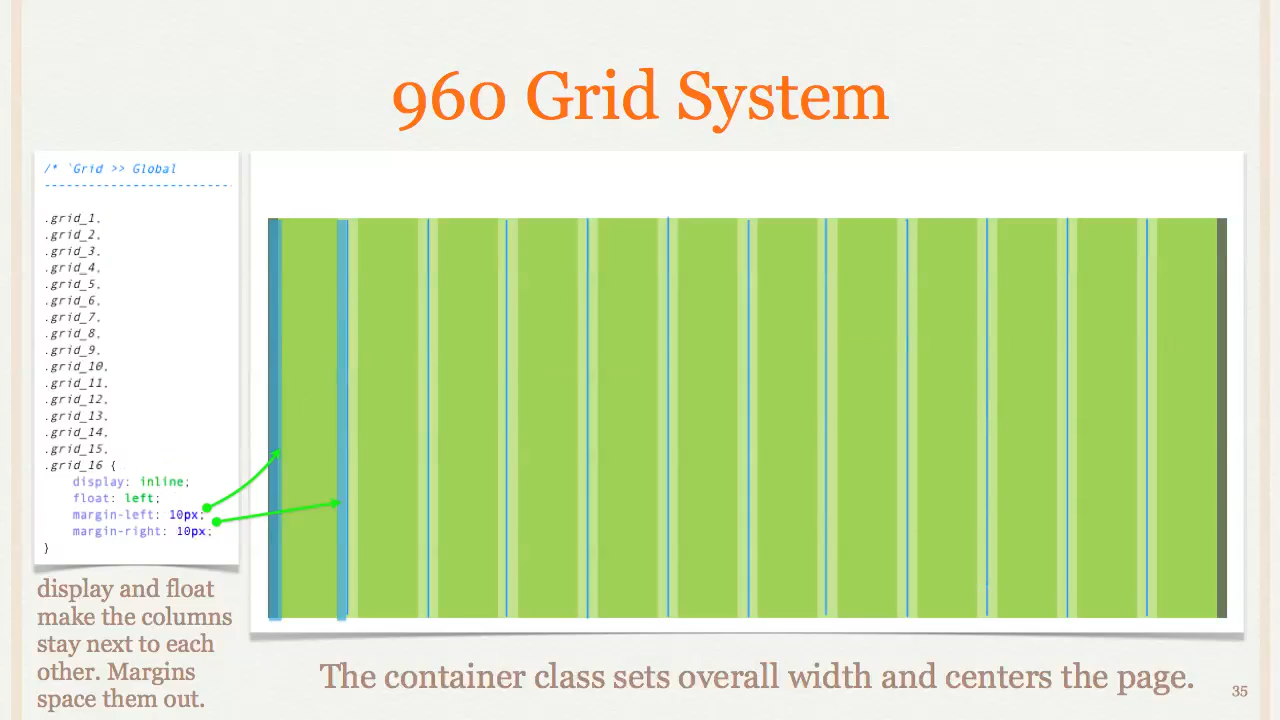 960 Grid System
/* `Grid >> Global
----------------------------------------
.grid_1,
.grid_2,
.grid_3,
.grid_4,
.grid_5,
.grid_6,
.grid_7,
.grid_8,
.grid_9,
.grid_10,
.grid_11,
.grid_12,
.grid_13,
.grid_14,
.grid_15,
.grid_16 {
display: inline;
float: left;
margin-left: 10px;
margin-right: 10px;
}
display and float
make the columns
stay next to each
other. Margins
space them out.
The container class sets overall width and centers the page.
35